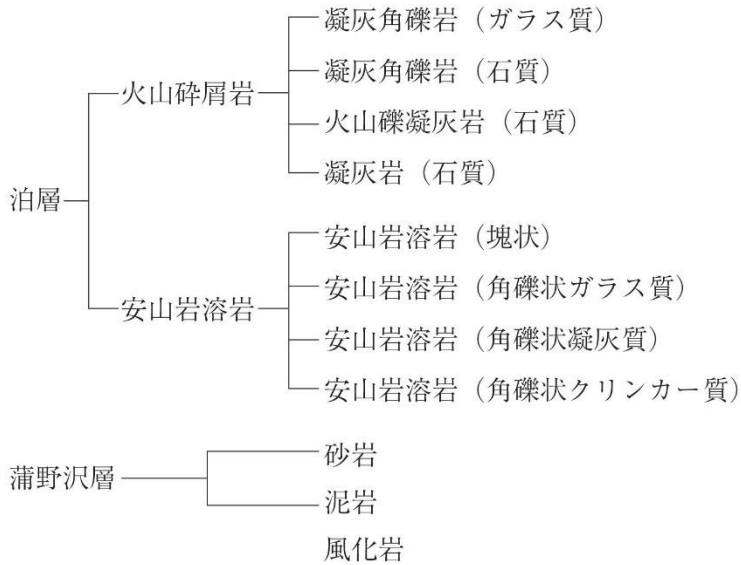 泊層
火山砕屑岩
凝灰角礫岩（ガラス質）
凝灰角礫岩（石質）
火山礫凝灰岩（石質）
凝灰岩（石質）
安山岩溶岩
安山岩溶岩（塊状）
安山岩溶岩（角礫状ガラス質）
安山岩溶岩（角礫状凝灰質）
安山岩溶岩（角礫状クリンカー質）
蒲野沢層
砂岩
泥岩
風化岩